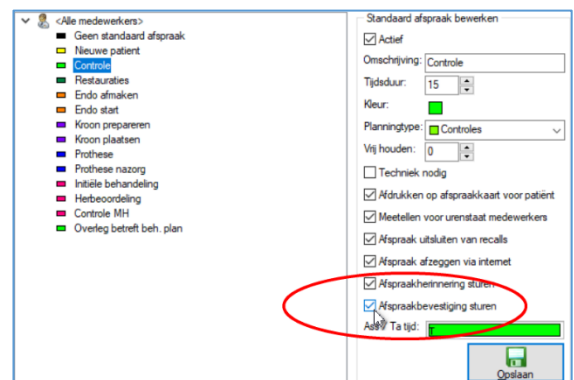 <Alle medewerkers>
Geen standaard afspraak
Nieuwe patient
Controle
Restauraties
Endo afmaken
Endo start
Kroon prepareren
Kroon plaatsen
Prothese
Prothese nazorg
Initiële behandeling
Herbeoordeling
Controle MH
Overleg betreft beh. plan
Standaard afspraak bewerken
Actief
Omschrijving: Controle
Tijdsduur: 15
Kleur:
Planningtype: Controles
Vrij houden: 0
Techniek nodig
Afdrukken op afspraakkaart voor patiënt
Meetellen voor urenstaat medewerkers
Afspraak uitsluiten van recalls
Afspraak afzeggen via internet
Afspraakherinnering sturen
Afspraakbevestiging sturen
Ta tijd:
Opslaan